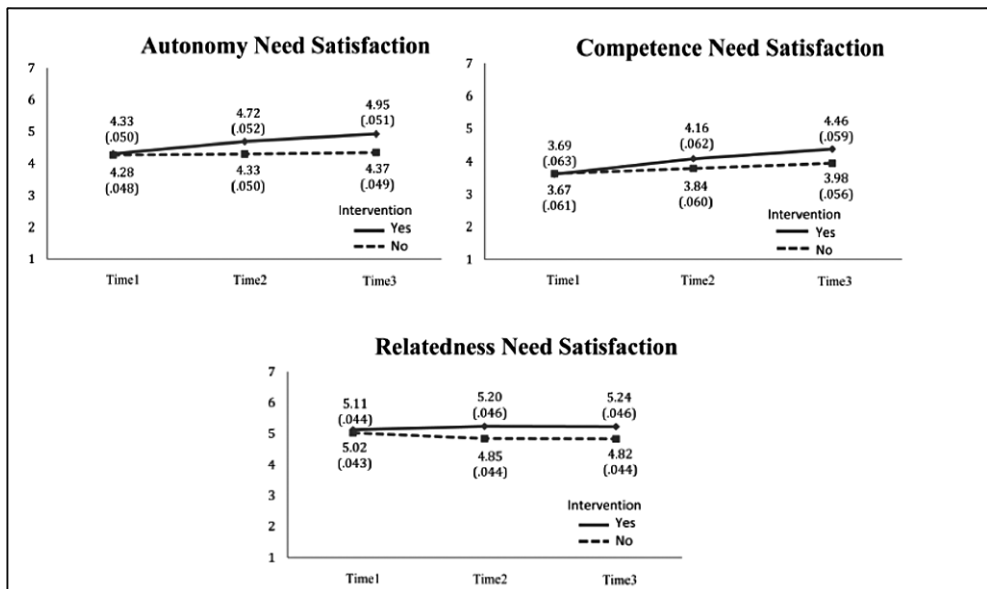 Autonomy Need Satisfaction
7
6
5
4
3
2
1
4.33
(.050)
4.72
(.052)
4.95
(.051)
4.28
(.048)
4.33
(.050)
4.37
(.049)
Intervention
Yes
No
Time1
Time2
Time3
Competence Need Satisfaction
7
6
5
4
3
2
1
3.69
(.063)
4.16
(.062)
4.46
(.059)
3.67
(.061)
3.84
(.060)
3.98
(.056)
Intervention
Yes
No
Time1
Time2
Time3
Relatedness Need Satisfaction
7
6
5
4
3
2
1
5.11
(.044)
5.20
(.046)
5.24
(.046)
5.02
(.043)
4.85
(.044)
4.82
(.044)
Intervention
Yes
No
Time1
Time2
Time3